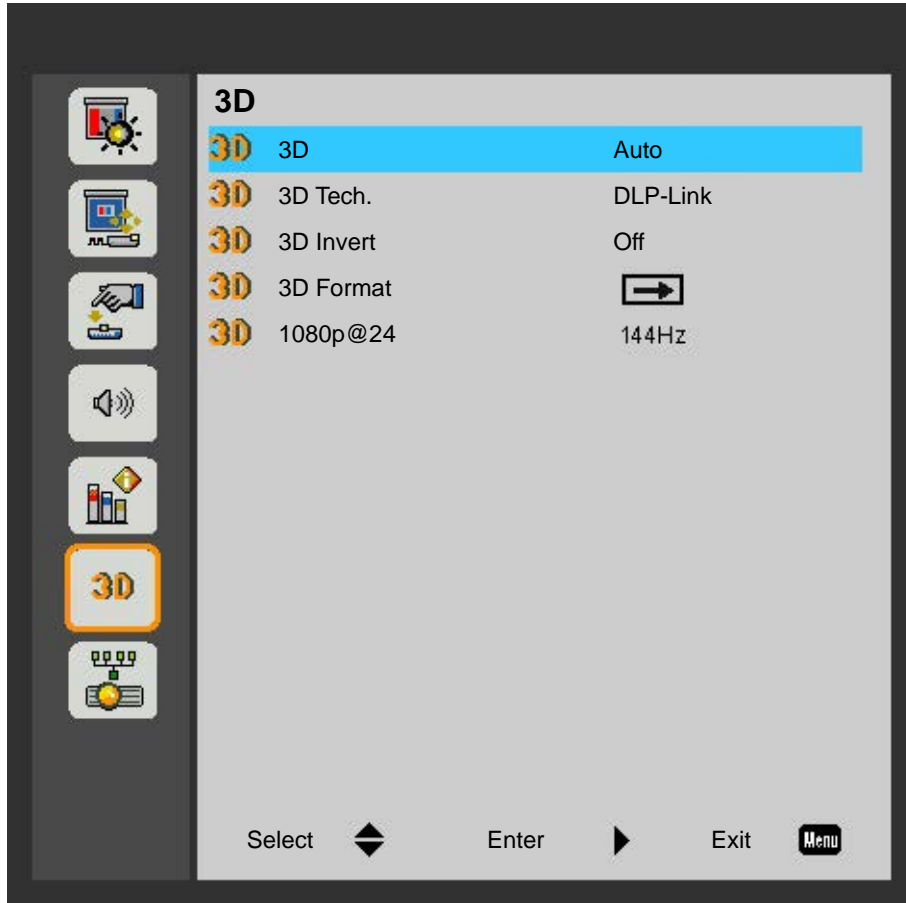 3D
3D 3D Auto
3D 3D Tech. DLP-Link
3D 3D Invert Off
3D 3D Format
3D 1080p@24 144Hz
3D
Select Enter Exit Menu